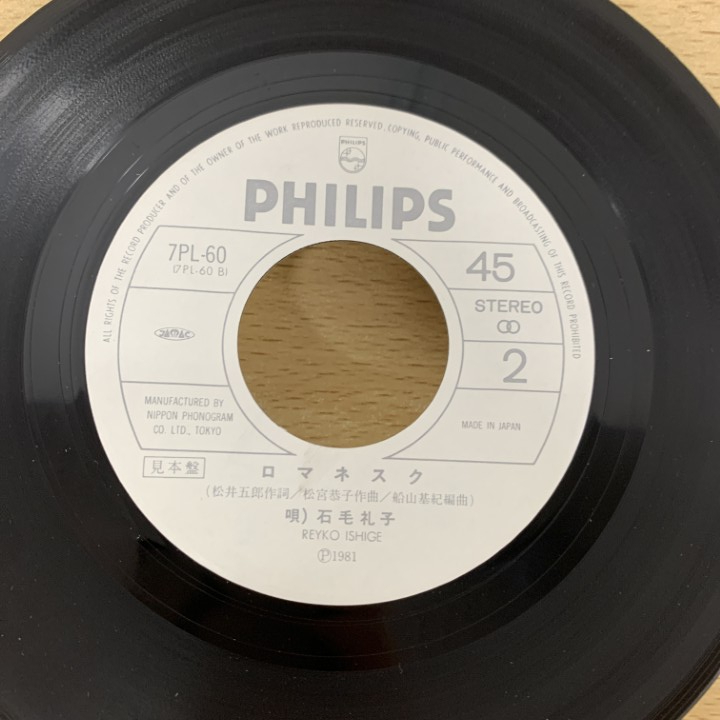 ALL RIGHTS OF THE RECORD PRODUCER AND OF THE OWNER OF THE WORK REPRODUCED RESERVED. COPYING, PUBLIC PERFORMANCE AND BROADCASTING OF THIS RECORD PROHIBITED
PHILIPS
PHILIPS
7PL-60
(7PL-60 B)
45
STEREO
2
MANUFACTURED BY
NIPPON PHONOGRAM
CO. LTD., TOKYO
MADE IN JAPAN
見本盤
ロマネスク
(松井五郎作詞/松宮恭子作曲/船山基紀編曲)
唄)石毛礼子
REYKO ISHIGE
Ⓟ1981